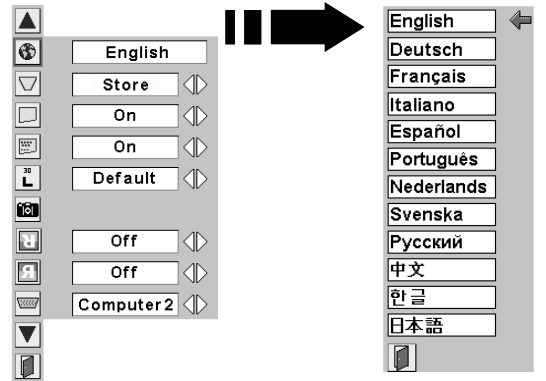 English
Store
On
On
Default
30
L
R
R
Off
Off
Computer2
English
Deutsch
Français
Italiano
Español
Português
Nederlands
Svenska
Русский
中文
한글
日本語